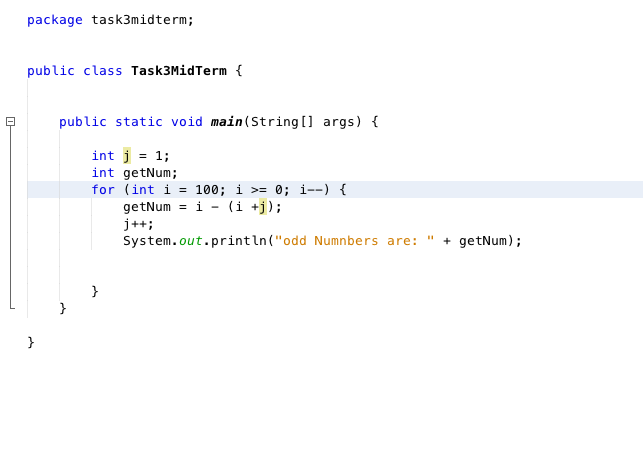 package task3midterm;
public class Task3MidTerm {
public static void main(String[] args) {
int j = 1;
int getNum;
for (int i = 100; i >= 0; i--) {
getNum = i - (i +j);
j++;
System.out.println("odd Numnbers are: " + getNum);
}
}
}